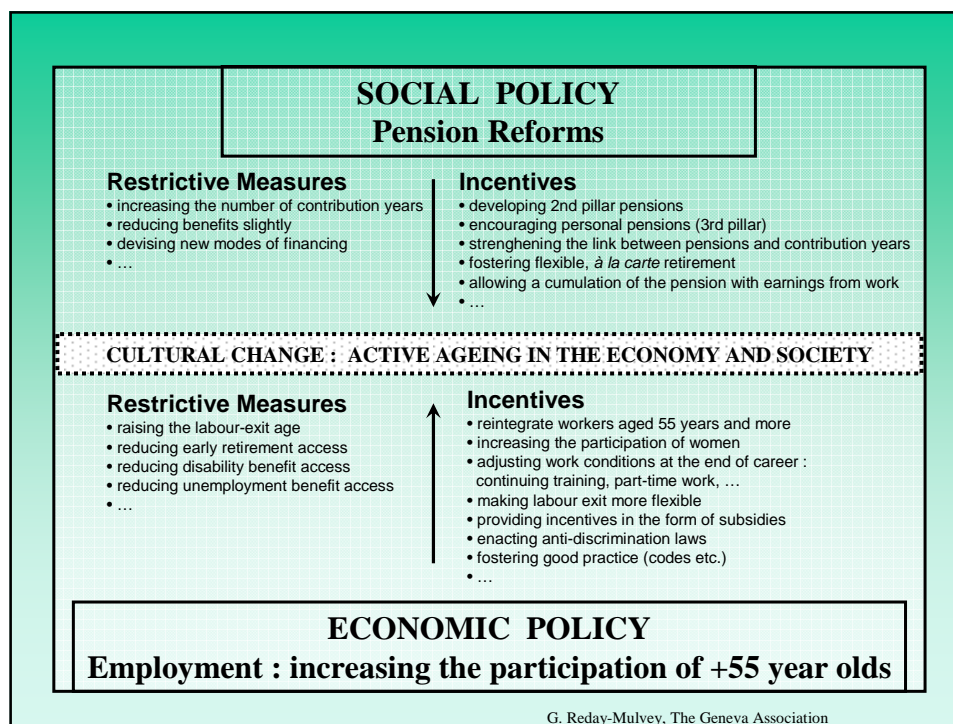 SOCIAL POLICY
Pension Reforms
Restrictive Measures
• increasing the number of contribution years
• reducing benefits slightly
• devising new modes of financing
• …
Incentives
• developing 2nd pillar pensions
• encouraging personal pensions (3rd pillar)
• strenghening the link between pensions and contribution years
• fostering flexible, à la carte retirement
• allowing a cumulation of the pension with earnings from work
• …
CULTURAL CHANGE : ACTIVE AGEING IN THE ECONOMY AND SOCIETY
Restrictive Measures
• raising the labour-exit age
• reducing early retirement access
• reducing disability benefit access
• reducing unemployment benefit access
• …
Incentives
• reintegrate workers aged 55 years and more
• increasing the participation of women
• adjusting work conditions at the end of career :
continuing training, part-time work, …
• making labour exit more flexible
• providing incentives in the form of subsidies
• enacting anti-discrimination laws
• fostering good practice (codes etc.)
• …
ECONOMIC POLICY
Employment : increasing the participation of +55 year olds
G. Reday-Mulvey, The Geneva Association